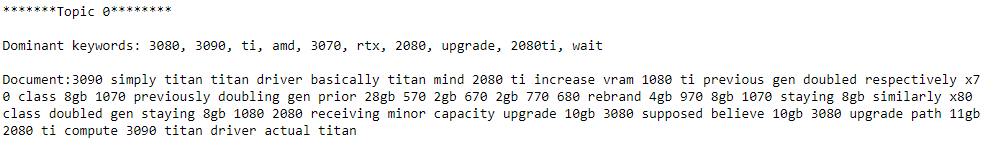 *******Topic 0********
Dominant keywords: 3080, 3090, ti, amd, 3070, rtx, 2080, upgrade, 2080ti, wait
Document:3090 simply titan titan driver basically titan mind 2080 ti increase vram 1080 ti previous gen doubled respectively x7
0 class 8gb 1070 previously doubling gen prior 28gb 570 2gb 670 2gb 770 680 rebrand 4gb 970 8gb 1070 staying 8gb similarly x80
class doubled gen staying 8gb 1080 2080 receiving minor capacity upgrade 10gb 3080 supposed believe 10gb 3080 upgrade path 11gb
2080 ti compute 3090 titan driver actual titan